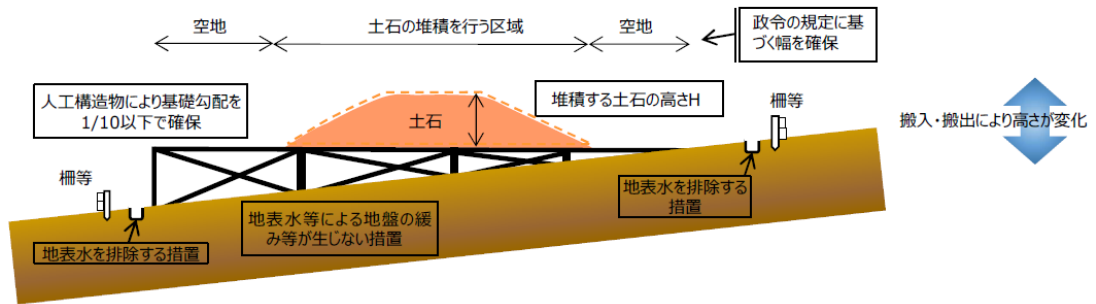 空地
土石の堆積を行う区域
空地
政令の規定に基
づく幅を確保
人工構造物により基礎勾配を
1/10以下で確保
堆積する土石の高さH
土石
柵等
搬入・搬出により高さが変化
柵等
地表水を排除する
措置
地表水等による地盤の緩
み等が生じない措置
地表水を排除する措置